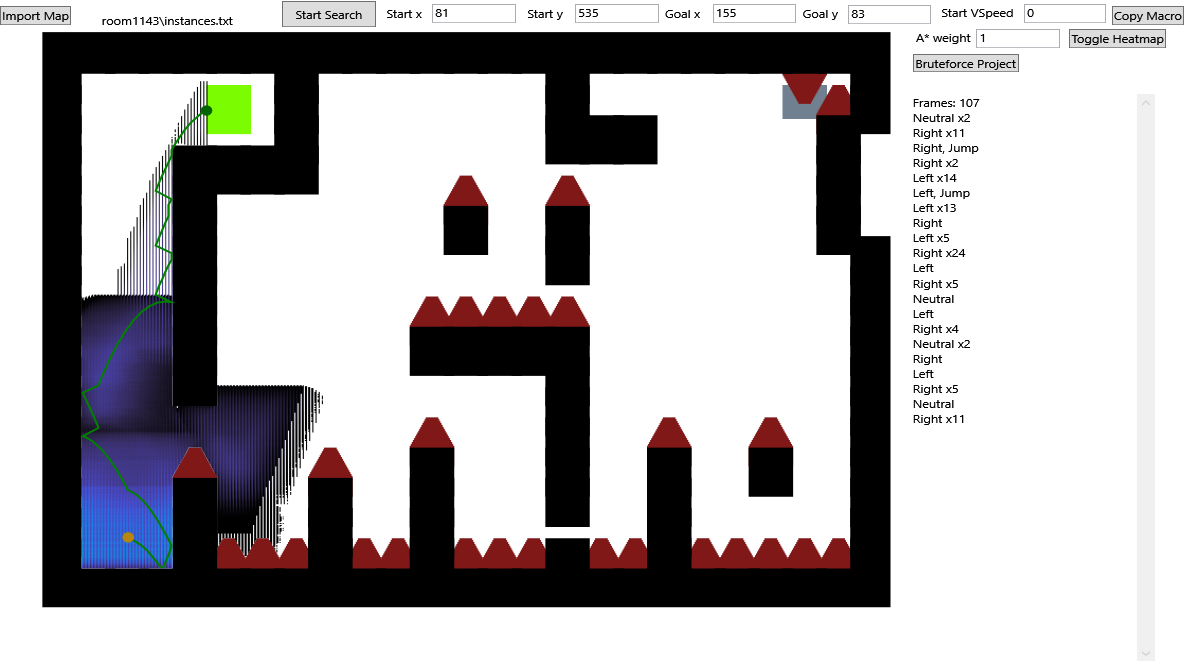 Import Map room1143\instances.txt Start Search Start x 81 Start y 535 Goal x 155 Goal y 83 Start VSpeed 0 Copy Macro
A* weight 1 Toggle Heatmap
Bruteforce Project
Frames: 107
Neutral x2
Right x11
Right, Jump
Right x2
Left x14
Left, Jump
Left x13
Right
Left x5
Right x24
Left
Right x5
Neutral
Left
Right x4
Neutral x2
Right
Left
Right x5
Neutral
Right x11